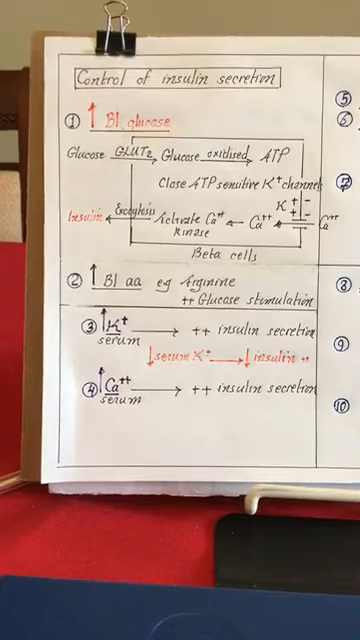 Control of insulin secretion
① ↑ Bl glucose
Glucose GLUT2 → Glucose oxidised → ATP
Close ATP sensitive K+ channels
K+ -
+ -
Insulin ← Exocytosis Activate Ca++ kinase ← Ca++ ← Ca++
Beta cells
② ↑ Bl aa eg Arginine
++ Glucose stimulation
③ ↑ K+ serum → ++ insulin secretion
↓ serum K+ → ↓ insulin
④ ↑ Ca++ serum → ++ insulin secretion
⑤
⑥
⑦
⑧
⑨
⑩